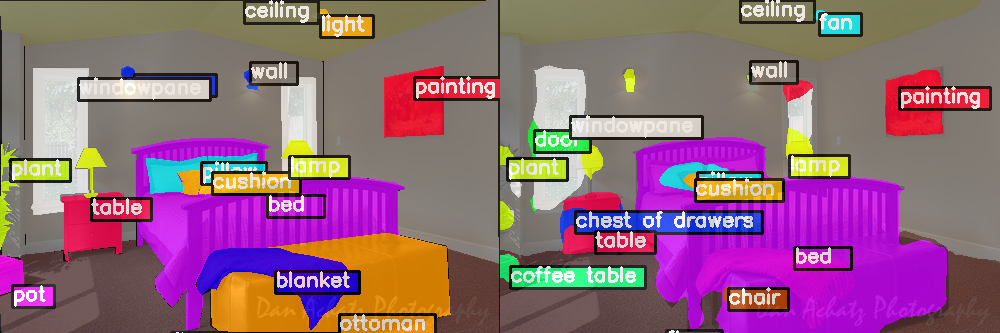 ceiling
light
wall
windowpane
painting
plant
pillow
lamp
cushion
table
bed
blanket
pot
ottoman
Dan Achatz Photography
ceiling
fan
wall
painting
windowpane
door
plant
lamp
cushion
chest of drawers
table
bed
coffee table
chair
Dan Achatz Photography